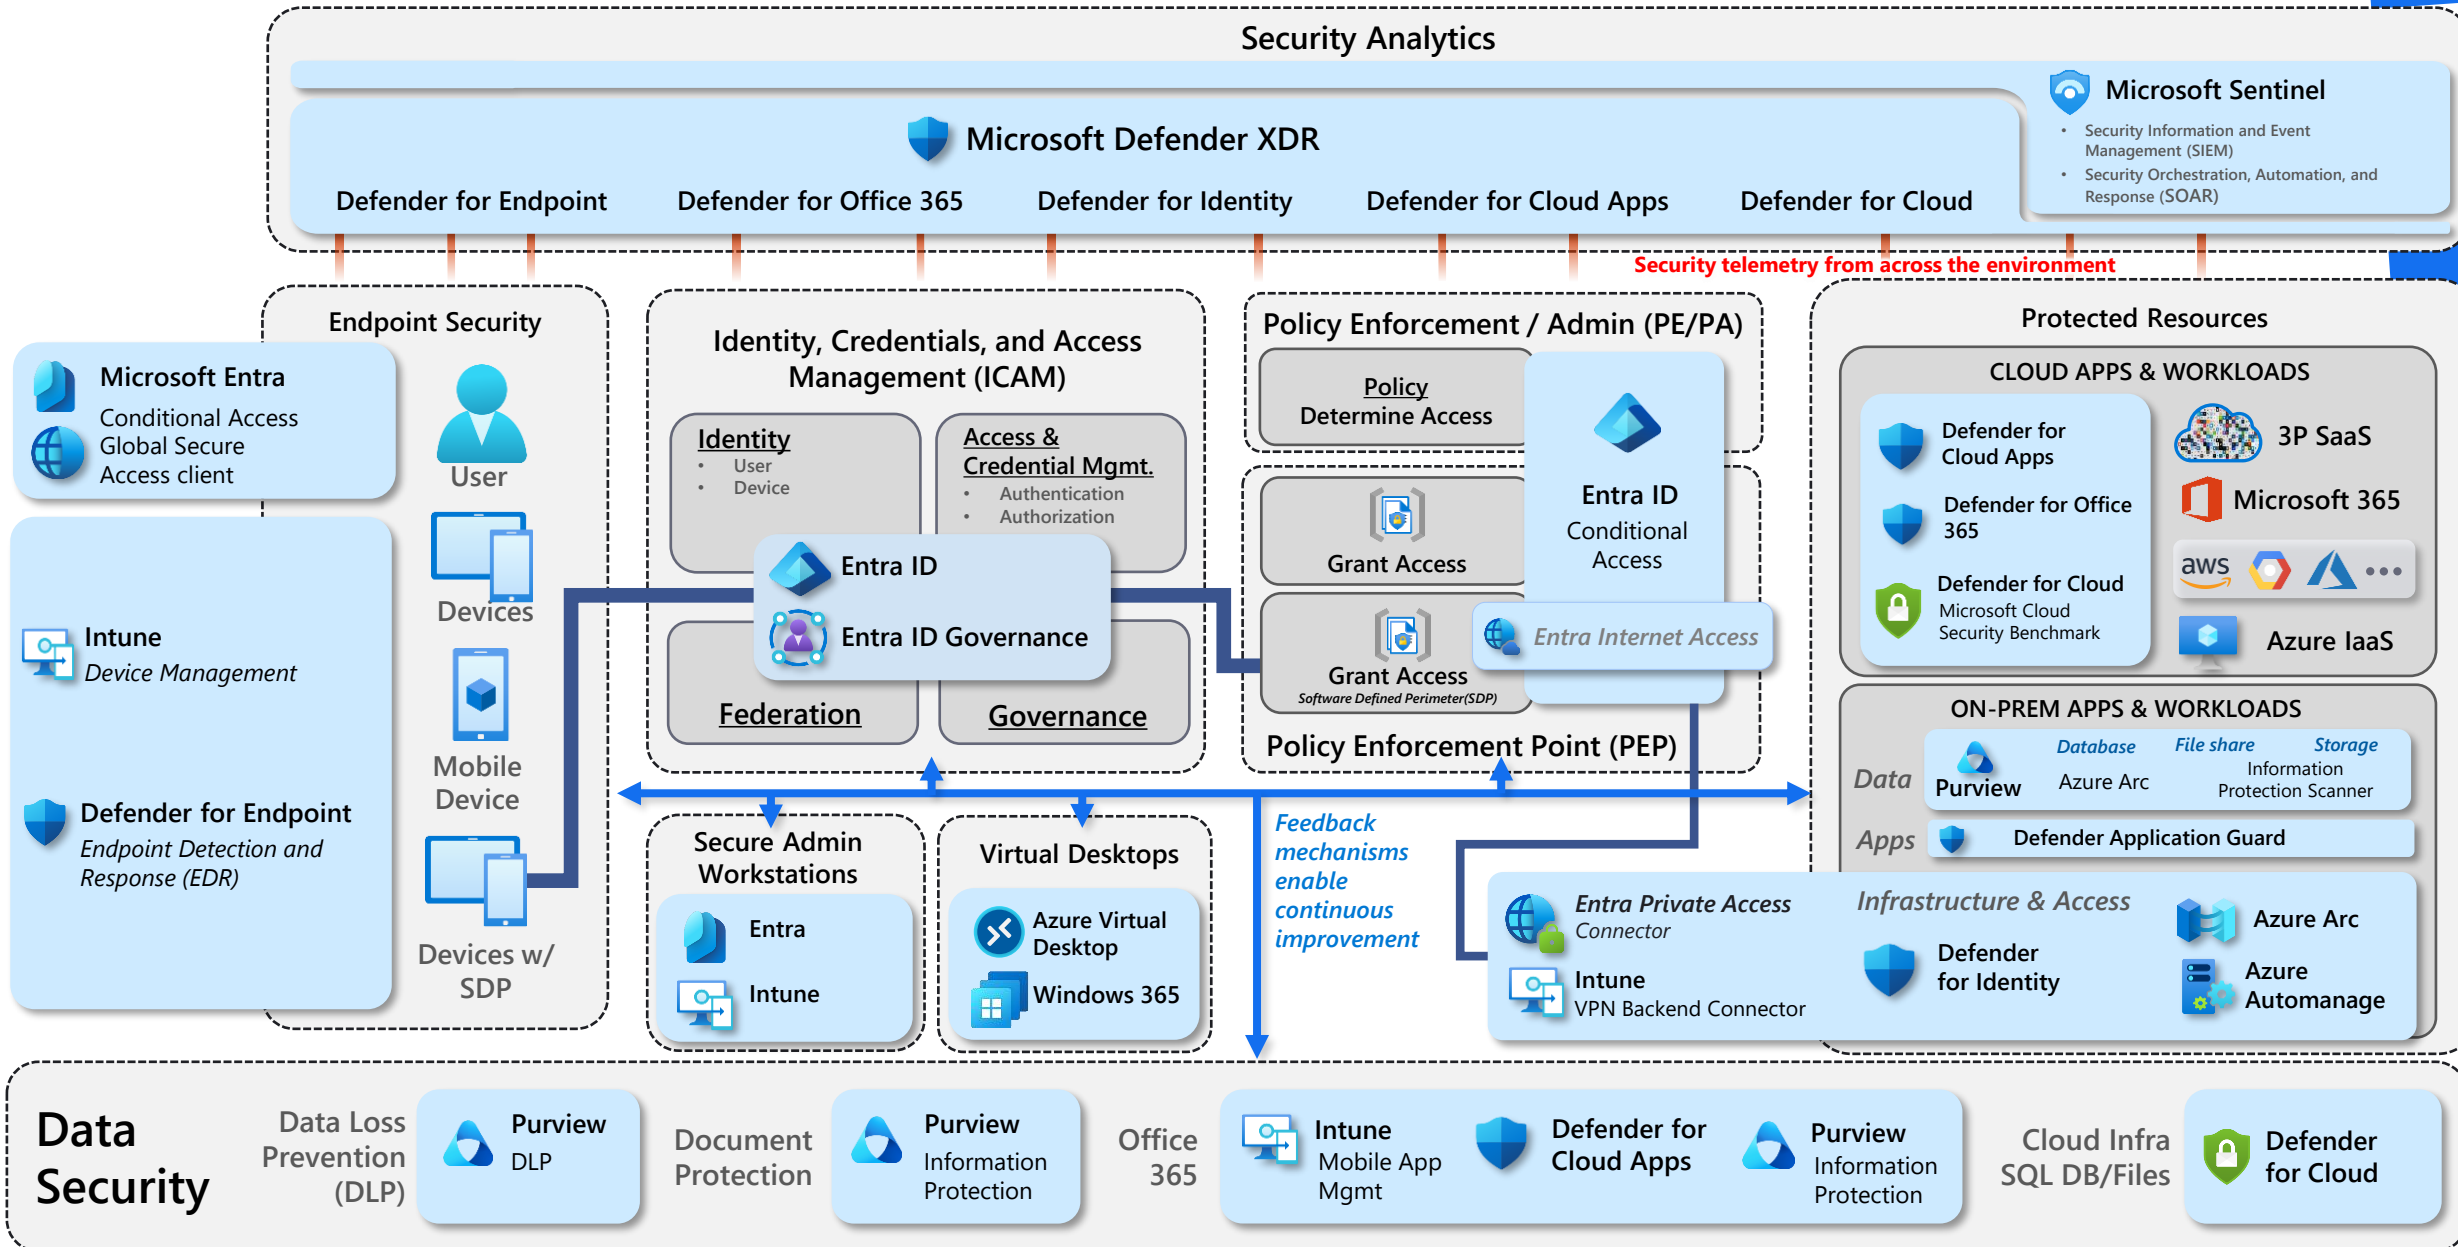 Security Analytics
Microsoft Defender XDR
Defender for Endpoint
Defender for Office 365
Defender for Identity
Defender for Cloud Apps
Defender for Cloud
Microsoft Sentinel
• Security Information and Event
Management (SIEM)
• Security Orchestration, Automation, and
Response (SOAR)
Security telemetry from across the environment
Endpoint Security
Microsoft Entra
Conditional Access
Global Secure
Access client
Intune
Device Management
Defender for Endpoint
Endpoint Detection and
Response (EDR)
User
Devices
Mobile
Device
Devices w/
SDP
Identity, Credentials, and Access
Management (ICAM)
Identity
• User
• Device
Access &
Credential Mgmt.
• Authentication
• Authorization
Entra ID
Entra ID Governance
Federation
Governance
Policy Enforcement / Admin (PE/PA)
Policy
Determine Access
Grant Access
Grant Access
Software Defined Perimeter(SDP)
Entra ID
Conditional
Access
Entra Internet Access
Policy Enforcement Point (PEP)
Secure Admin
Workstations
Entra
Intune
Virtual Desktops
Azure Virtual
Desktop
Windows 365
Feedback
mechanisms
enable
continuous
improvement
Protected Resources
CLOUD APPS & WORKLOADS
Defender for
Cloud Apps
Defender for Office
365
Defender for Cloud
Microsoft Cloud
Security Benchmark
3P SaaS
Microsoft 365
aws
Azure IaaS
ON-PREM APPS & WORKLOADS
Data
Purview
Database
Azure Arc
File share
Storage
Information
Protection Scanner
Apps
Defender Application Guard
Entra Private Access
Connector
Intune
VPN Backend Connector
Infrastructure & Access
Defender
for Identity
Azure Arc
Azure
Automanage
Data
Security
Data Loss
Prevention
(DLP)
Purview
DLP
Document
Protection
Purview
Information
Protection
Office
365
Intune
Mobile App
Mgmt
Defender for
Cloud Apps
Purview
Information
Protection
Cloud Infra
SQL DB/Files
Defender
for Cloud